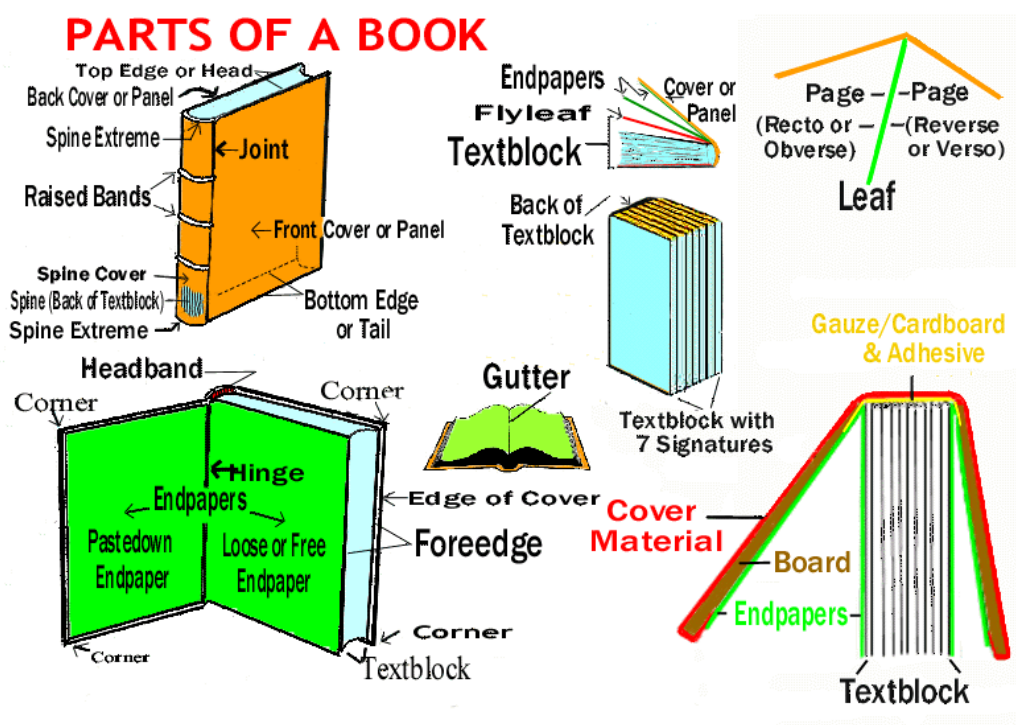 PARTS OF A BOOK
Top Edge or Head
Back Cover or Panel
Spine Extreme
Joint
Raised Bands
Front Cover or Panel
Spine Cover
Spine (Back of Textblock)
Spine Extreme
Bottom Edge
or Tail
Endpapers
Cover or
Panel
Flyleaf
Textblock
Back of
Textblock
Textblock with
7 Signatures
Page
Page
(Recto or
Obverse)
(Reverse
or Verso)
Leaf
Headband
Corner
Corner
Hinge
Endpapers
Pastedown
Endpaper
Loose or Free
Endpaper
Edge of Cover
Foreedge
Corner
Corner
Textblock
Gutter
Gauze/Cardboard
& Adhesive
Cover
Material
Board
Endpapers
Textblock